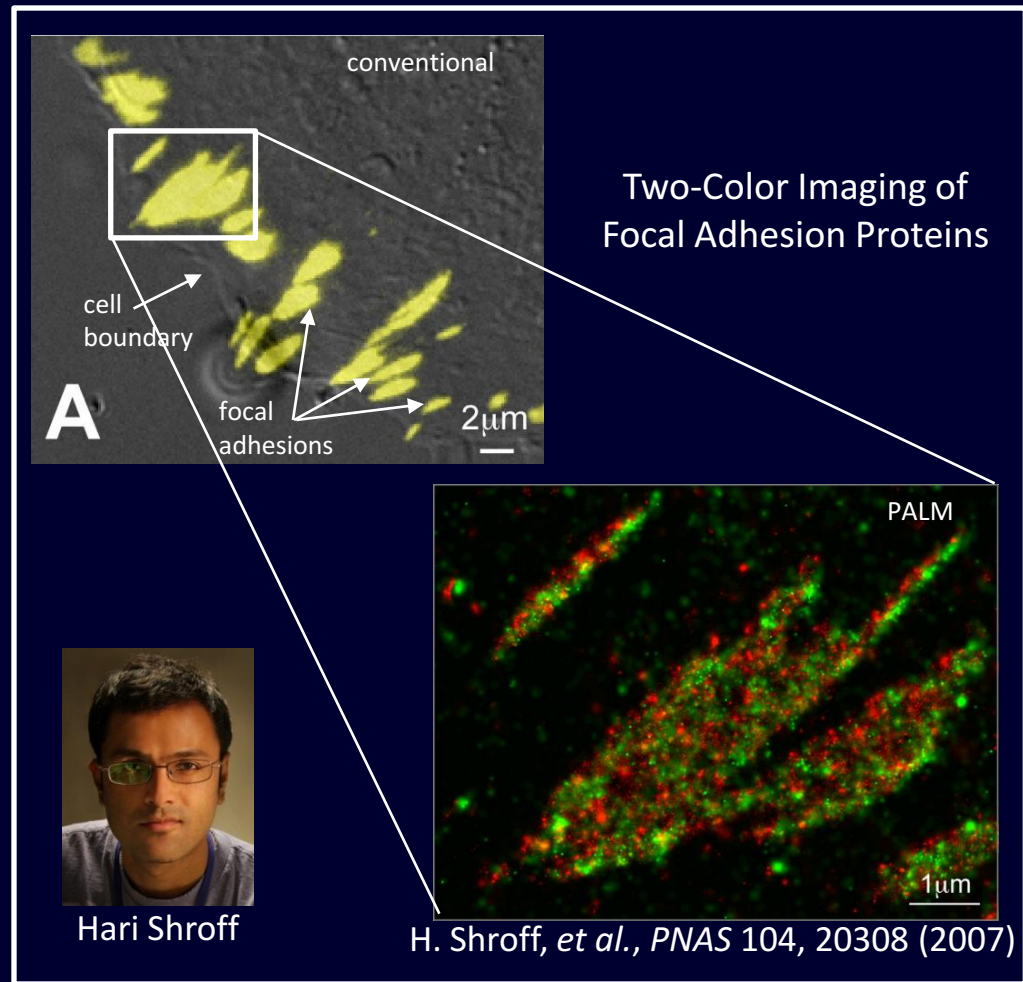 conventional
Two-Color Imaging of
Focal Adhesion Proteins
cell
boundary
A
focal
adhesions
2μm
PALM
1μm
Hari Shroff
H. Shroff, et al., PNAS 104, 20308 (2007)